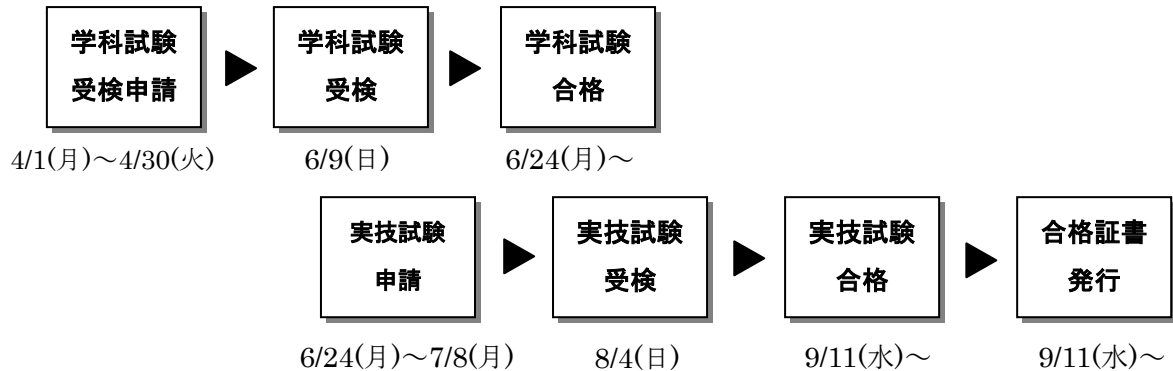 学科試験
受検申請
学科試験
受検
学科試験
合格
4/1(月)～4/30(火)
6/9(日)
6/24(月)～
実技試験
申請
実技試験
受検
実技試験
合格
合格証書
発行
6/24(月)～7/8(月)
8/4(日)
9/11(水)～
9/11(水)～